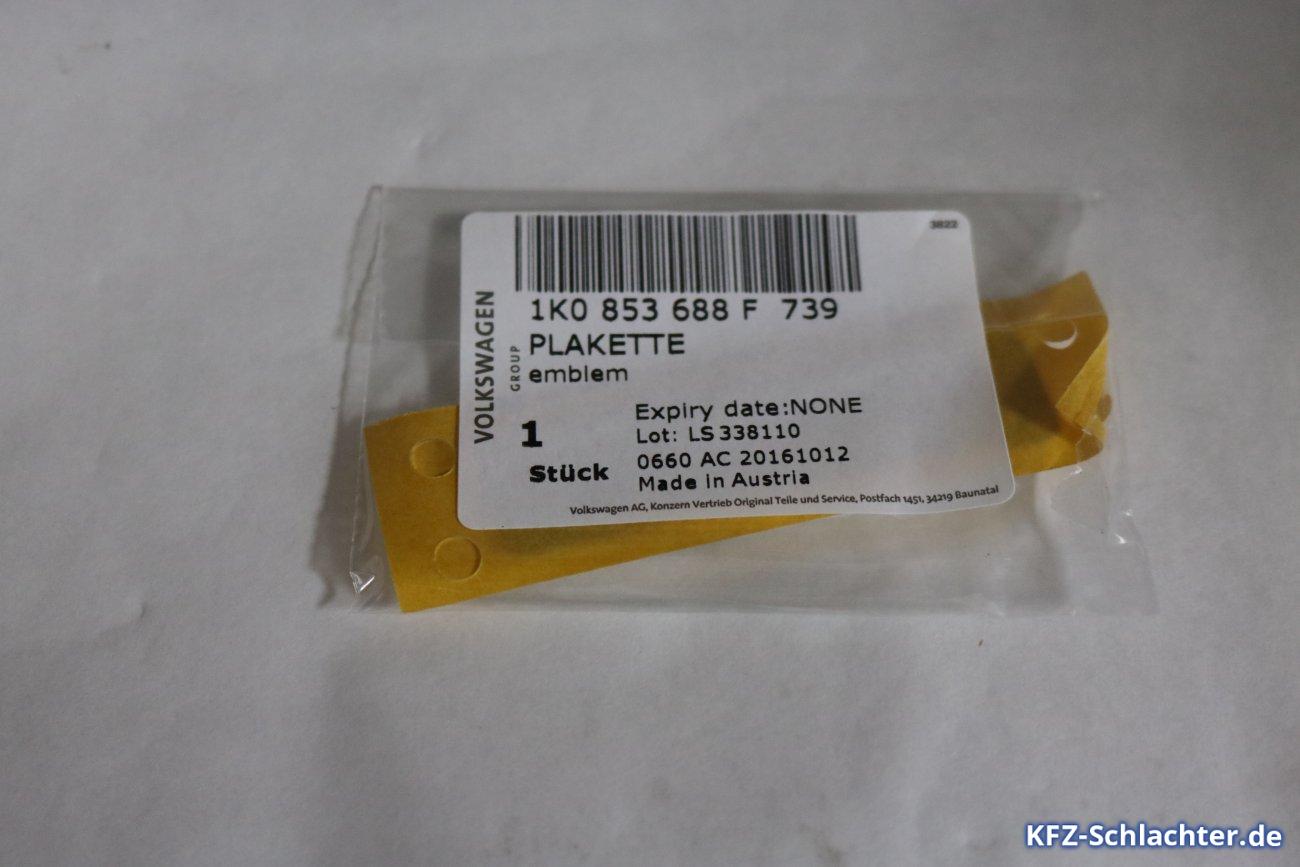 3822
1K0 853 688 F 739
PLAKETTE
emblem
VOLKSWAGEN
GROUP
Expiry date:NONE
1
Lot: LS 338110
Stück
0660 AC 20161012
Made in Austria
Volkswagen AG, Konzern Vertrieb Original Teile und Service, Postfach 1451, 34219 Baunatal
KFZ-Schlachter.de